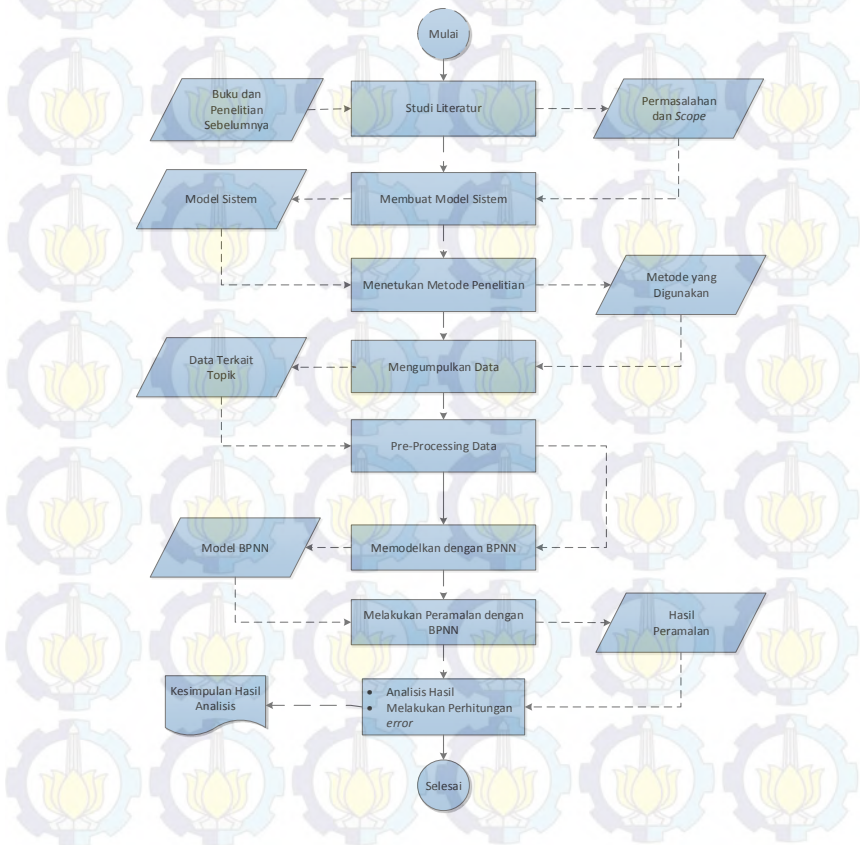 Mulai
Buku dan
Penelitian
Sebelumnya
Studi Literatur
Permasalahan
dan Scope
Model Sistem
Membuat Model Sistem
Menetukan Metode Penelitian
Metode yang
Digunakan
Data Terkait
Topik
Mengumpulkan Data
Pre-Processing Data
Model BPNN
Memodelkan dengan BPNN
Melakukan Peramalan dengan
BPNN
Hasil
Peramalan
Kesimpulan Hasil
Analisis
• Analisis Hasil
• Melakukan Perhitungan
error
Selesai